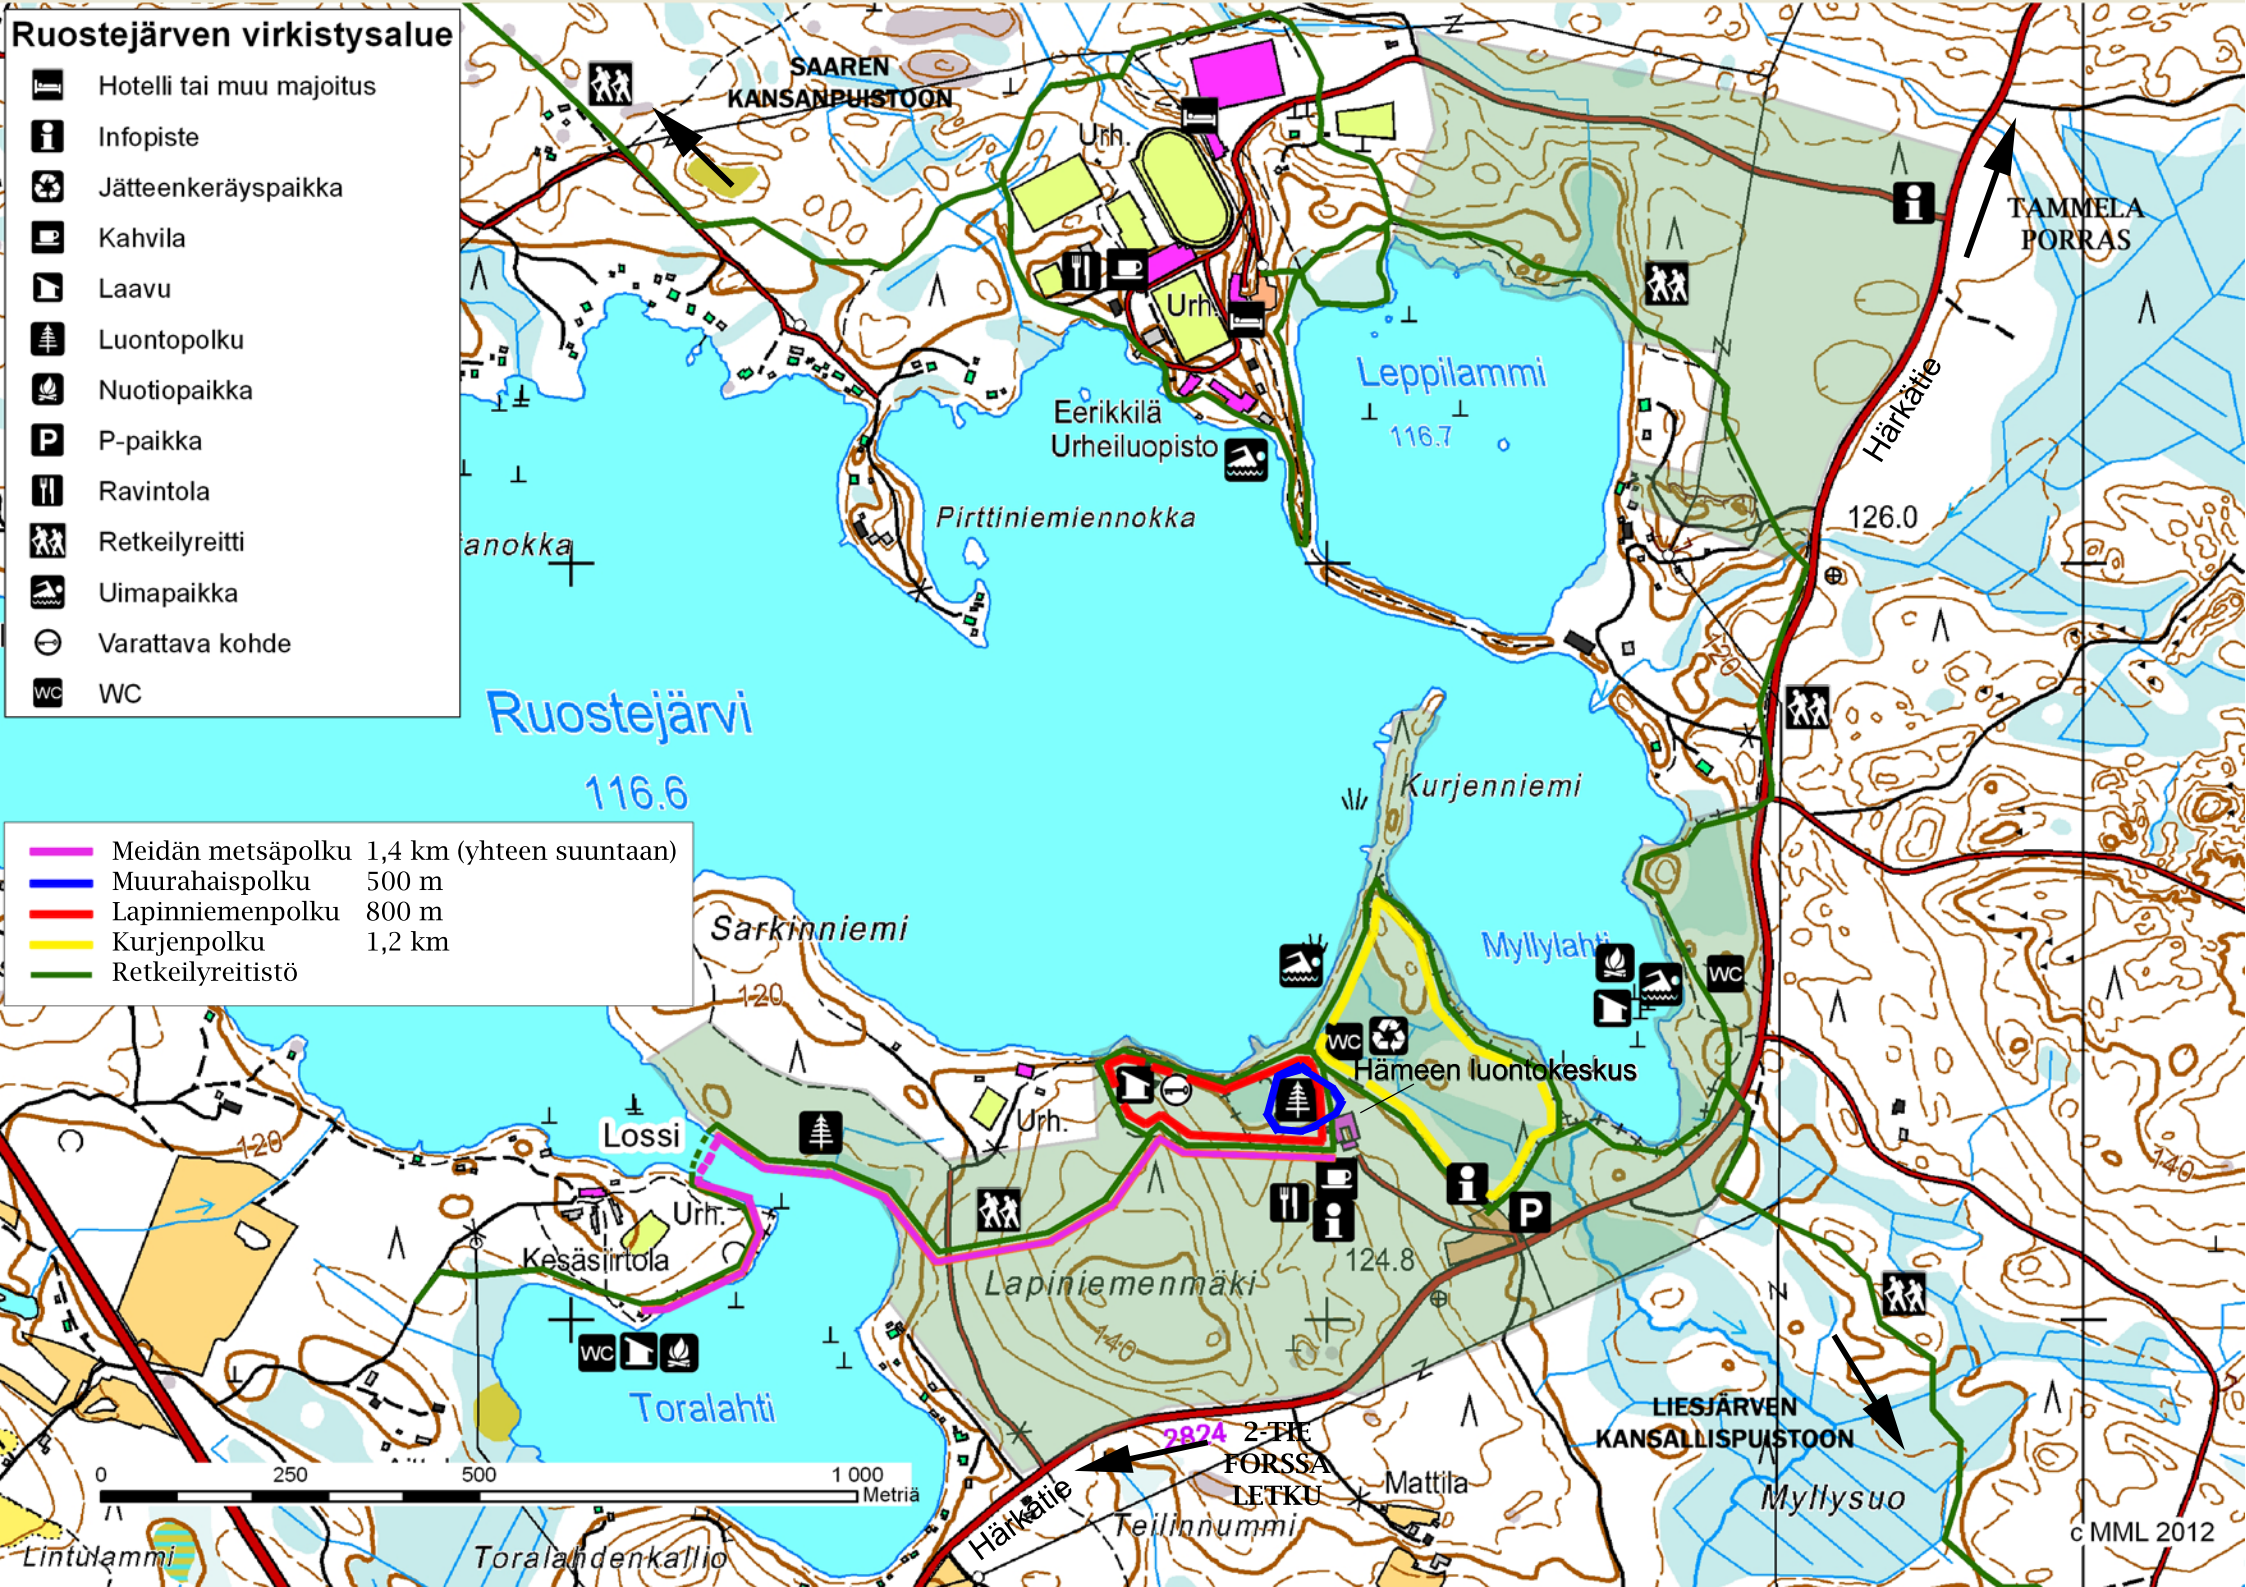 Ruostejärven virkistysalue
Hotelli tai muu majoitus
Infopiste
Jätteenkeräyspaikka
Kahvila
Laavu
Luontopolku
Nuotiopaikka
P P-paikka
Ravintola
Retkeilyreitti
Uimapaikka
Varattava kohde
WC WC
SAAREN
KANSANPUISTOON
Urh.
TAMMELA
PORRAS
Urh.
Leppilammi
116.7
Härkätie
Eerikkilä
Urheiluopisto
Pirttiniemiennokka
126.0
anokka
120
Ruostejärvi
116.6
Kurjenniemi
Meidän metsäpolku 1,4 km (yhteen suuntaan)
Muurahaispolku 500 m
Lapinniemenpolku 800 m
Kurjenpolku 1,2 km
Retkeilyreitistö
Sarkinniemi
Myllylahti
WC
120
WC
Hämeen luontokeskus
Urh.
Lossi
120
140
Urh.
P
Kesäsiirtola
124.8
Lapiniemenmäki
140
WC
Toralahti
LIESJÄRVEN
KANSALLISPUISTOON
2824
2-TIE
FORSSA
LETKU
0 250 500 1 000
Metriä
Mattila
Myllysuo
Härkätie
Teilinnummi
c MML 2012
Lintulammi
Toralahdenkallio